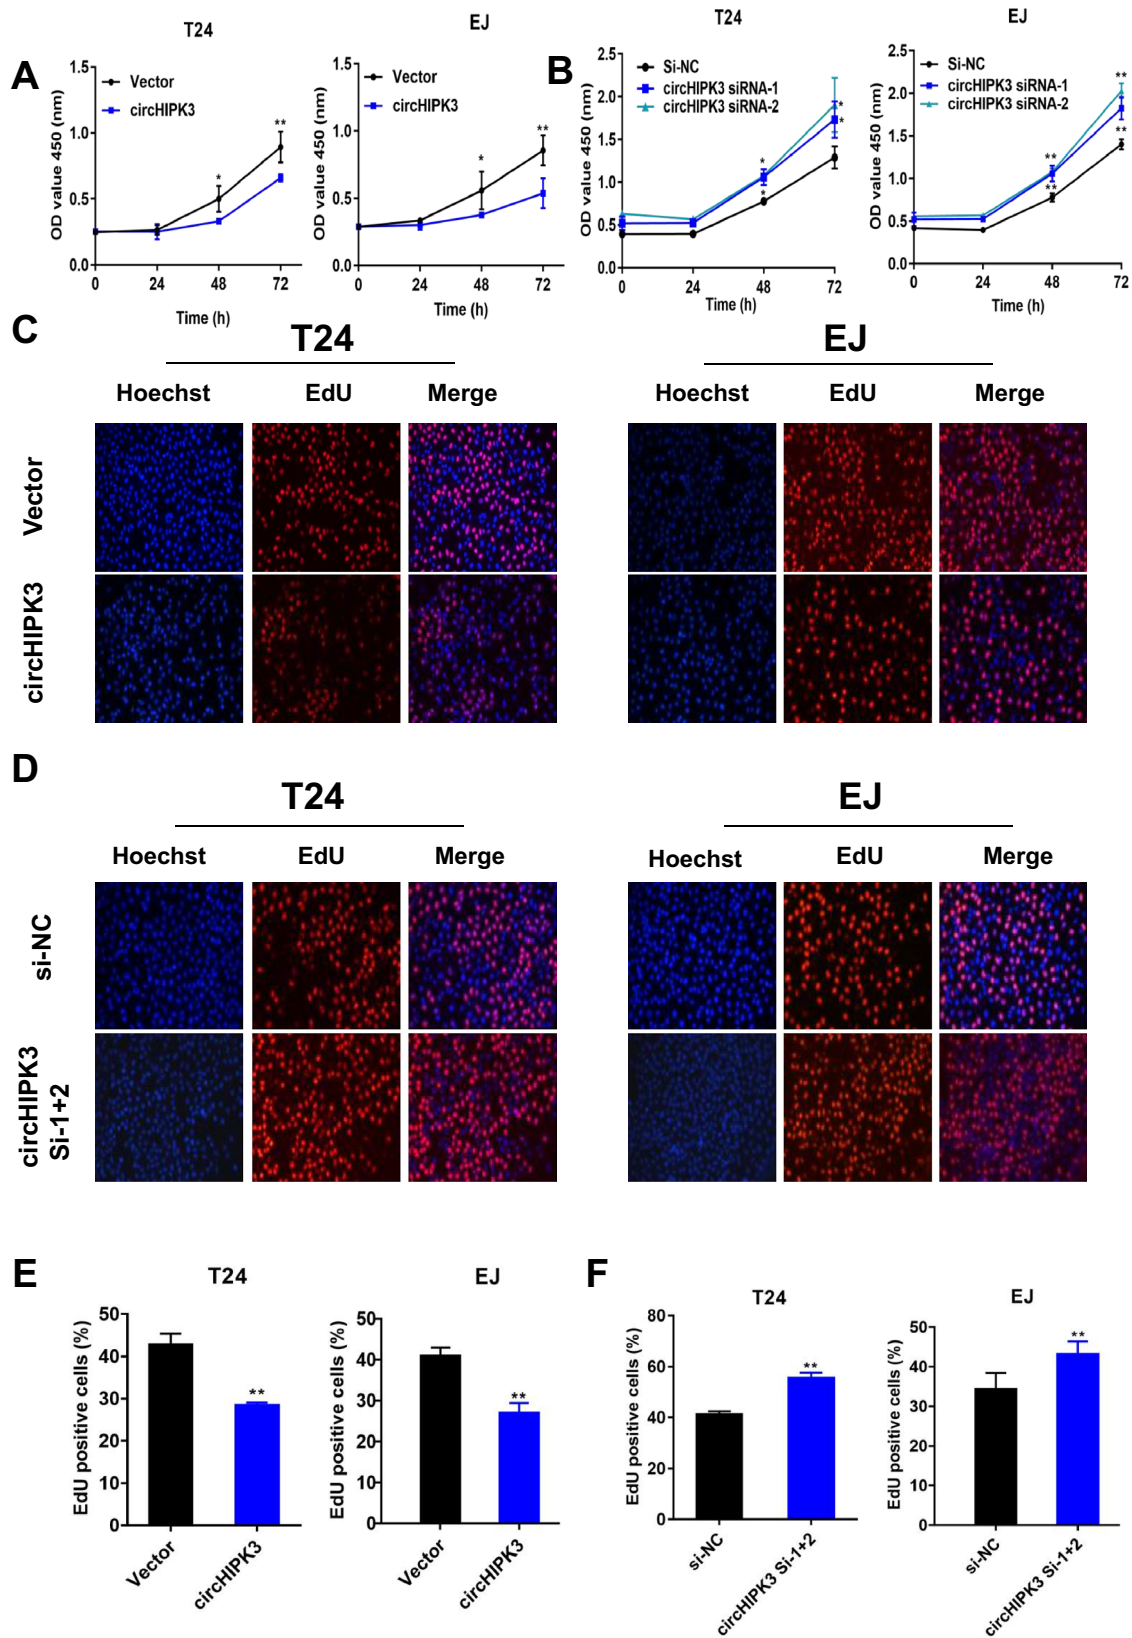 A
T24
OD value 450 (nm)
1.5
1.0
0.5
0.0
Vector
circHIPK3
*
**
0 24 48 72
Time (h)
EJ
OD value 450 (nm)
1.5
1.0
0.5
0.0
Vector
circHIPK3
*
**
0 24 48 72
Time (h)
B
T24
OD value 450 (nm)
2.5
2.0
1.5
1.0
0.5
0.0
Si-NC
circHIPK3 siRNA-1
circHIPK3 siRNA-2
*
*
*
*
0 24 48 72
Time (h)
EJ
OD value 450 (nm)
2.5
2.0
1.5
1.0
0.5
0.0
Si-NC
circHIPK3 siRNA-1
circHIPK3 siRNA-2
**
**
**
**
0 24 48 72
Time (h)
C
T24
EJ
Hoechst EdU Merge
Hoechst EdU Merge
Vector
circHIPK3
D
T24
EJ
Hoechst EdU Merge
Hoechst EdU Merge
si-NC
circHIPK3
Si-1+2
E
T24
EdU positive cells (%)
50
40
30
20
10
0
**
Vector
circHIPK3
EJ
EdU positive cells (%)
50
40
30
20
10
0
**
Vector
circHIPK3
F
T24
EdU positive cells (%)
80
60
40
20
0
**
si-NC
circHIPK3 Si-1+2
EJ
EdU positive cells (%)
50
40
30
20
10
0
**
si-NC
circHIPK3 Si-1+2